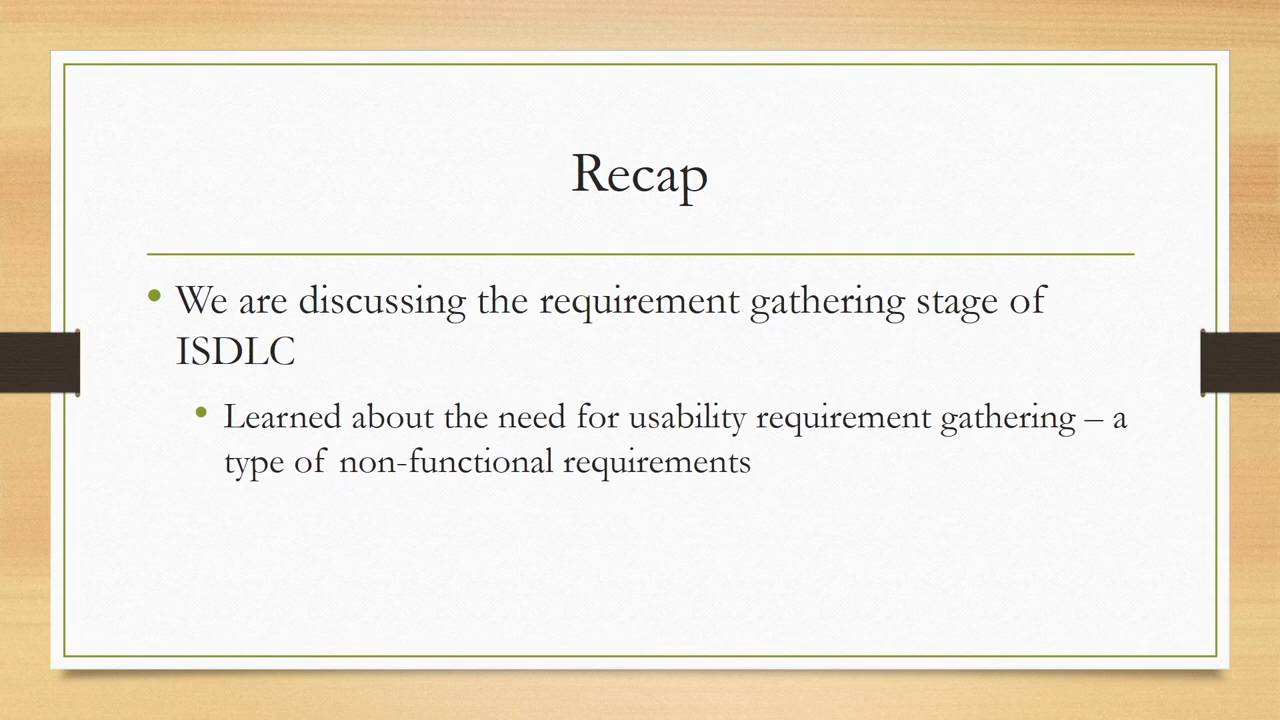 Recap
• We are discussing the requirement gathering stage of
ISDLC
• Learned about the need for usability requirement gathering – a
type of non-functional requirements